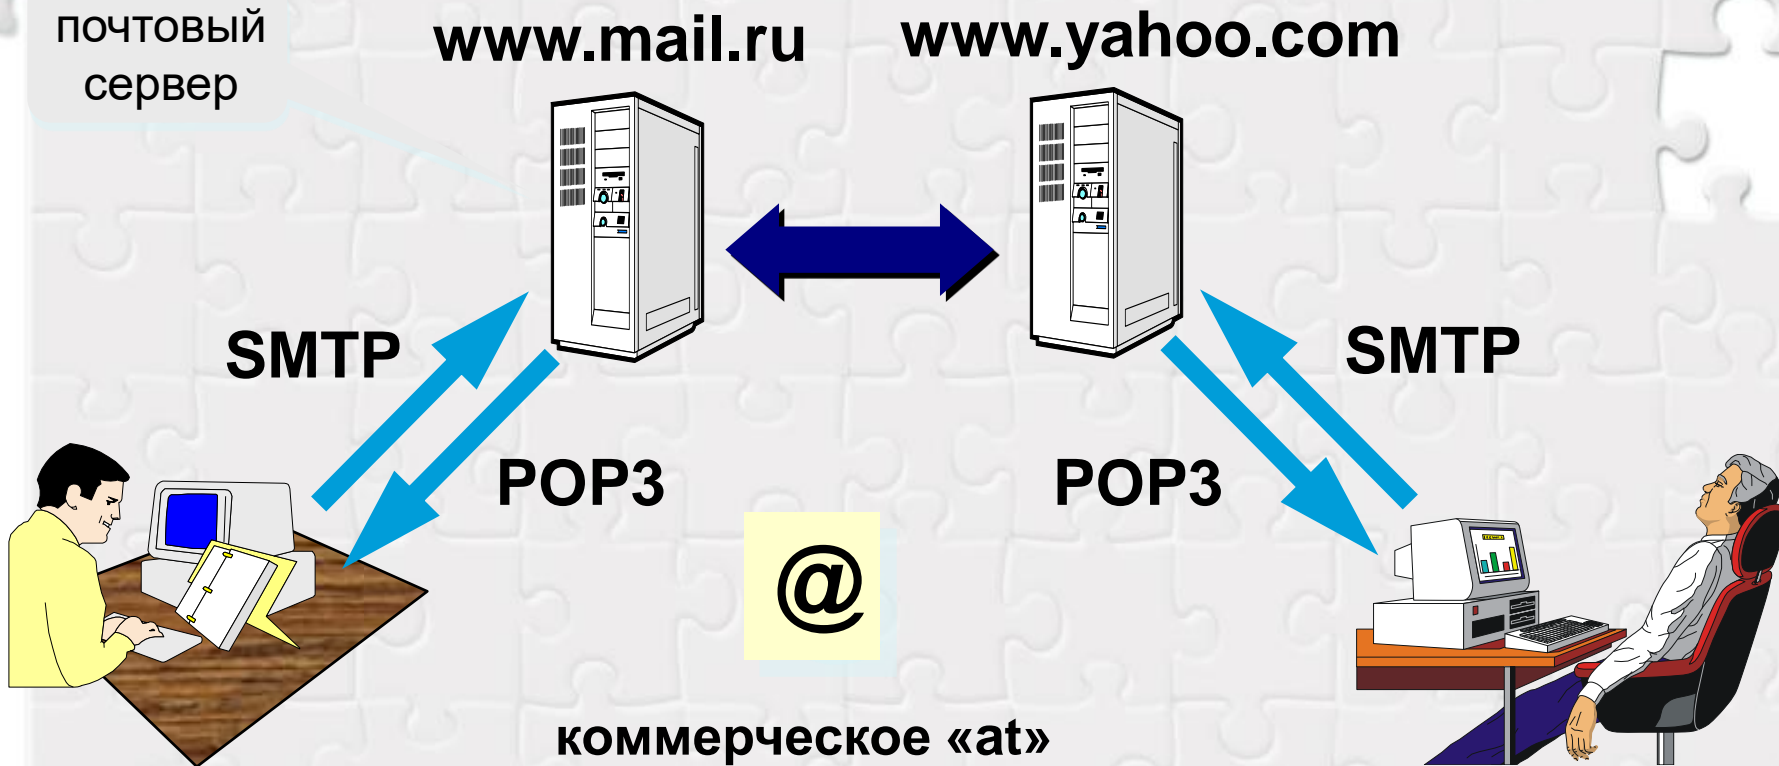 почтовый
сервер
www.mail.ru
www.yahoo.com
SMTP
SMTP
POP3
POP3
@
коммерческое «at»